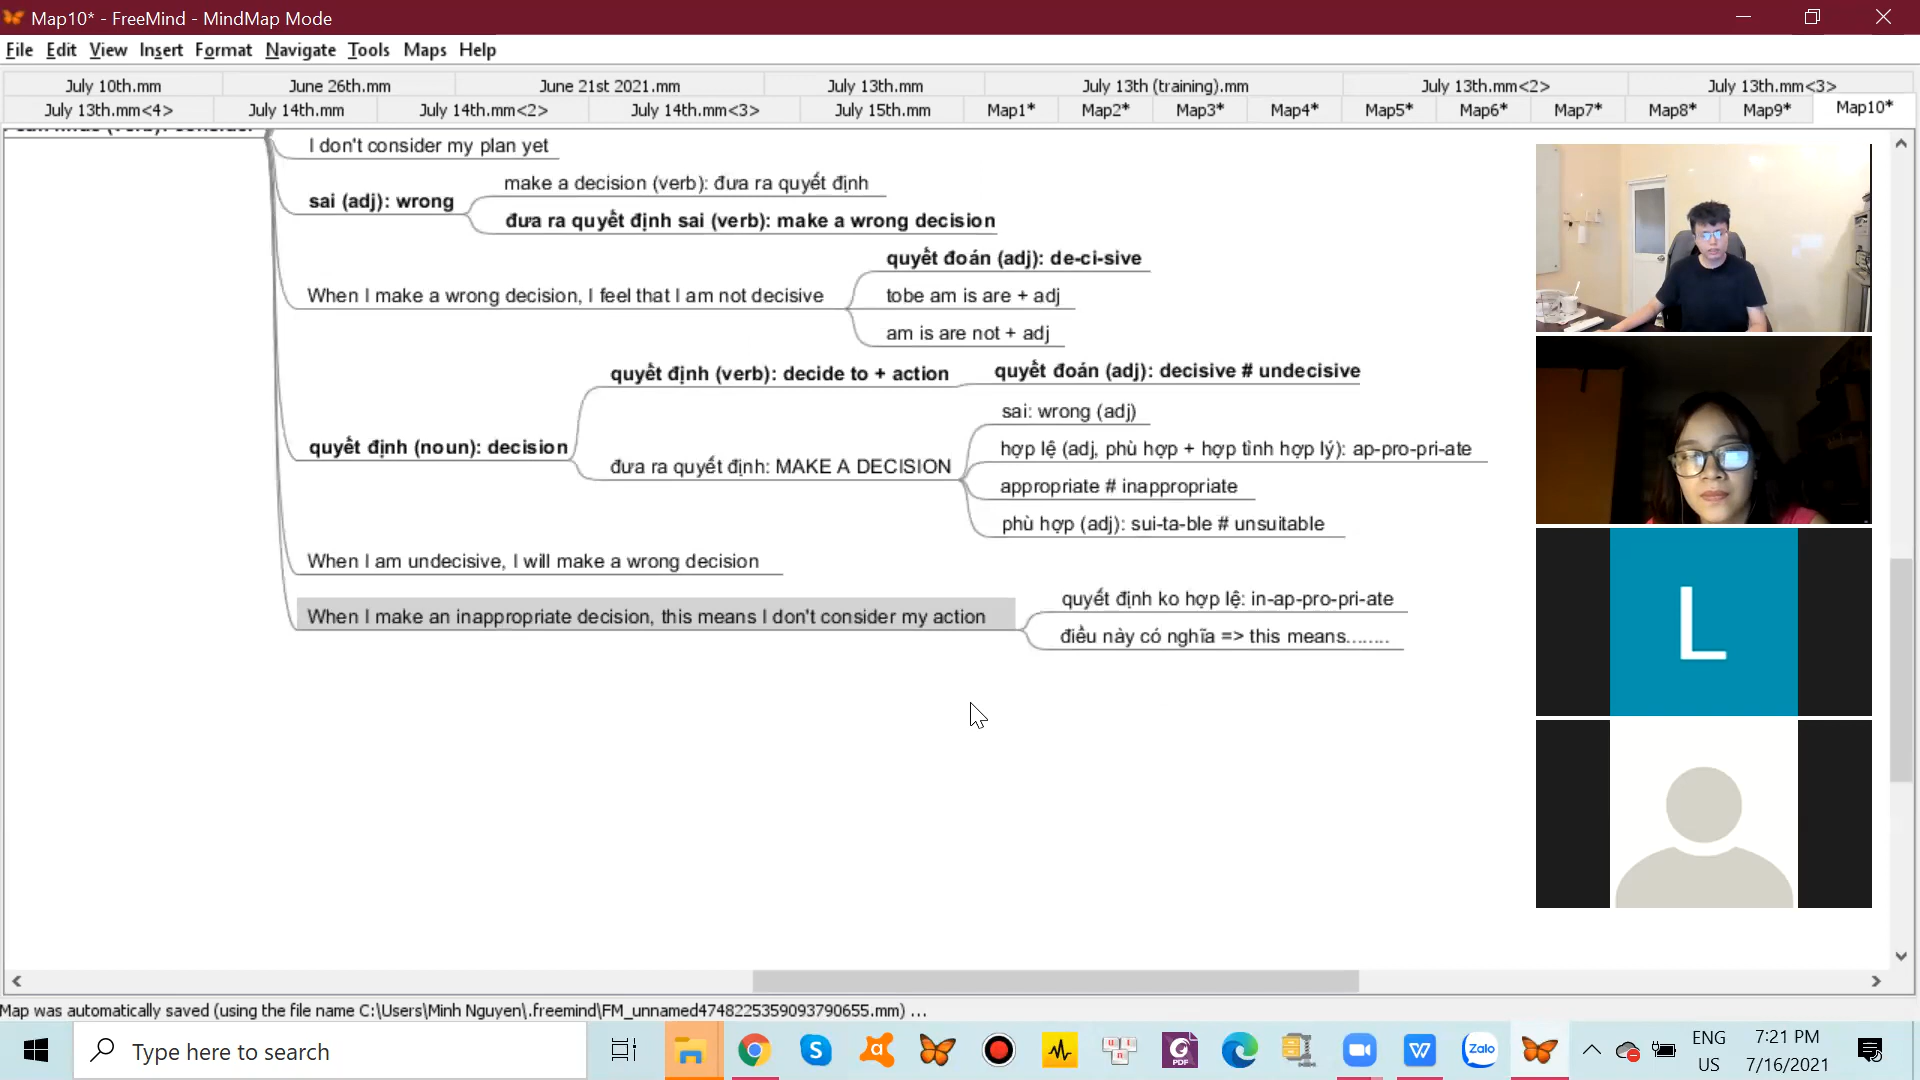 Map10* - FreeMind - MindMap Mode
File Edit View Insert Format Navigate Tools Maps Help
July 10th.mm June 26th.mm June 21st 2021.mm July 13th.mm July 13th (training).mm July 13th.mm<2> July 13th.mm<3>
July 13th.mm<4> July 14th.mm July 14th.mm<2> July 14th.mm<3> July 15th.mm Map1* Map2* Map3* Map4* Map5* Map6* Map7* Map8* Map9* Map10*
I don't consider my plan yet
sai (adj): wrong
make a decision (verb): đưa ra quyết định
đưa ra quyết định sai (verb): make a wrong decision
When I make a wrong decision, I feel that I am not decisive
quyết đoán (adj): de-ci-sive
tobe am is are + adj
am is are not + adj
quyết định (noun): decision
quyết định (verb): decide to + action
quyết đoán (adj): decisive # undecisive
đưa ra quyết định: MAKE A DECISION
sai: wrong (adj)
hợp lệ (adj, phù hợp + hợp tình hợp lý): ap-pro-pri-ate
appropriate # inappropriate
phù hợp (adj): sui-ta-ble # unsuitable
When I am undecisive, I will make a wrong decision
When I make an inappropriate decision, this means I don't consider my action
quyết định ko hợp lệ: in-ap-pro-pri-ate
điều này có nghĩa => this means........
L
Map was automatically saved (using the file name C:\Users\Minh Nguyen\.freemind\FM_unnamed4748225359093790655.mm) ...
Type here to search
Zalo
ENG
US
7:21 PM
7/16/2021